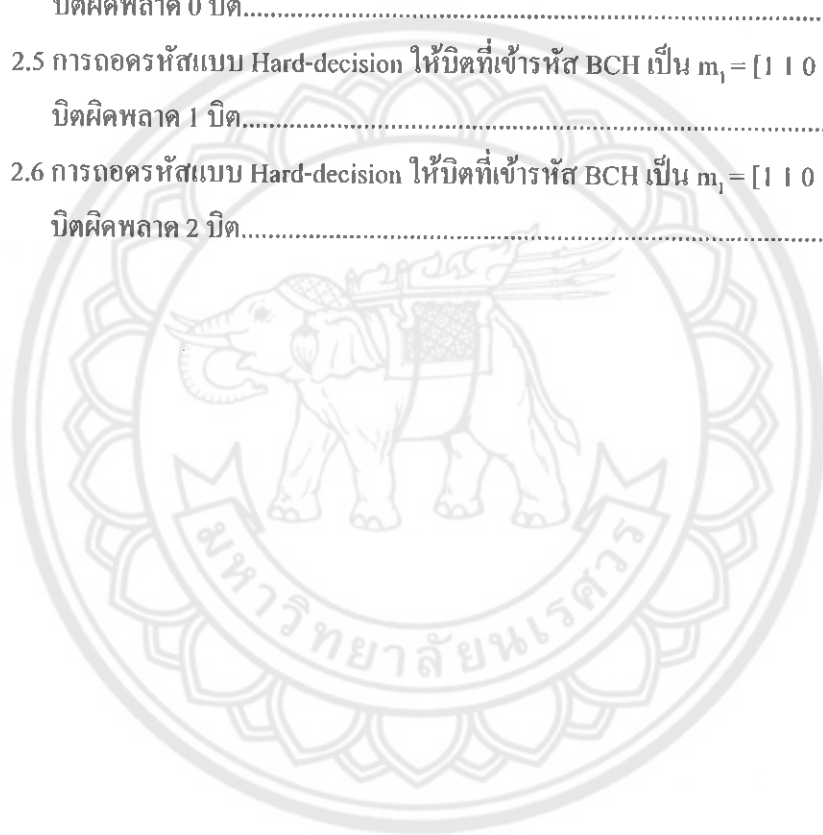 บิตผิดพลาด 0 บิต
2.5 การถอดรหัสแบบ Hard-decision ให้บิตที่เข้ารหัส BCH เป็น m₁ = [1 1 0
บิตผิดพลาด 1 บิต
2.6 การถอดรหัสแบบ Hard-decision ให้บิตที่เข้ารหัส BCH เป็น m₁ = [1 1 0
บิตผิดพลาด 2 บิต
มหาวิทยาลัยนเรศวร